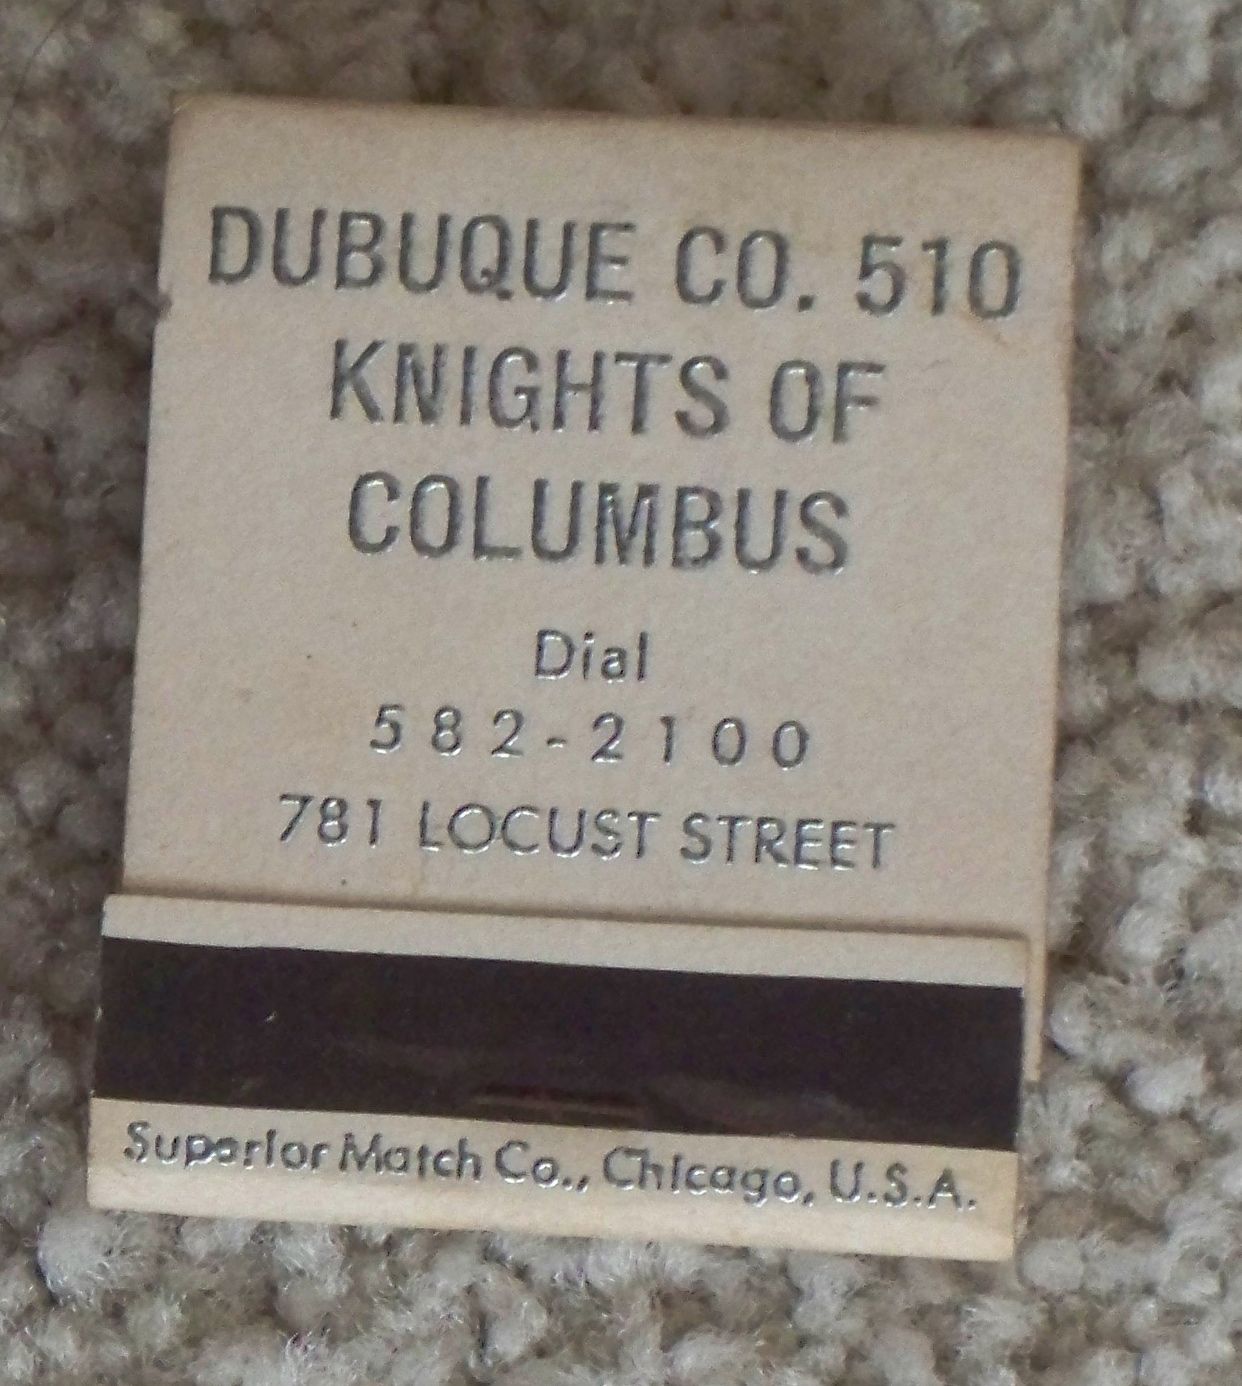 DUBUQUE CO. 510
KNIGHTS OF
COLUMBUS
Dial
582-2100
781 LOCUST STREET
Superior Match Co., Chicago, U.S.A.